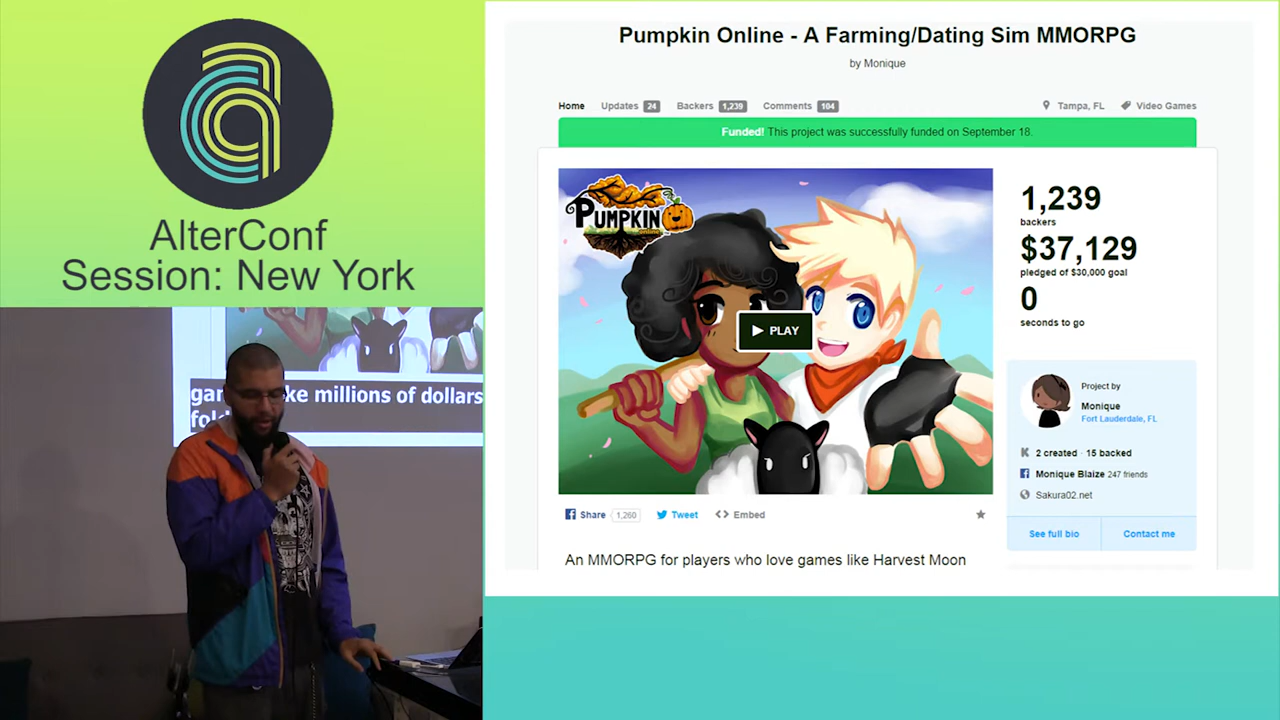 AlterConf
Session: New York
ke millions of dollars
Pumpkin Online - A Farming/Dating Sim MMORPG
by Monique
Home Updates 24 Backers 1,239 Comments 104 Tampa, FL Video Games
Funded! This project was successfully funded on September 18.
PUMPKIN
online
PLAY
1,239
backers
$37,129
pledged of $30,000 goal
0
seconds to go
Project by
Monique
Fort Lauderdale, FL
2 created · 15 backed
Monique Blaize 247 friends
Sakura02.net
See full bio Contact me
Share 1,260 Tweet Embed
An MMORPG for players who love games like Harvest Moon